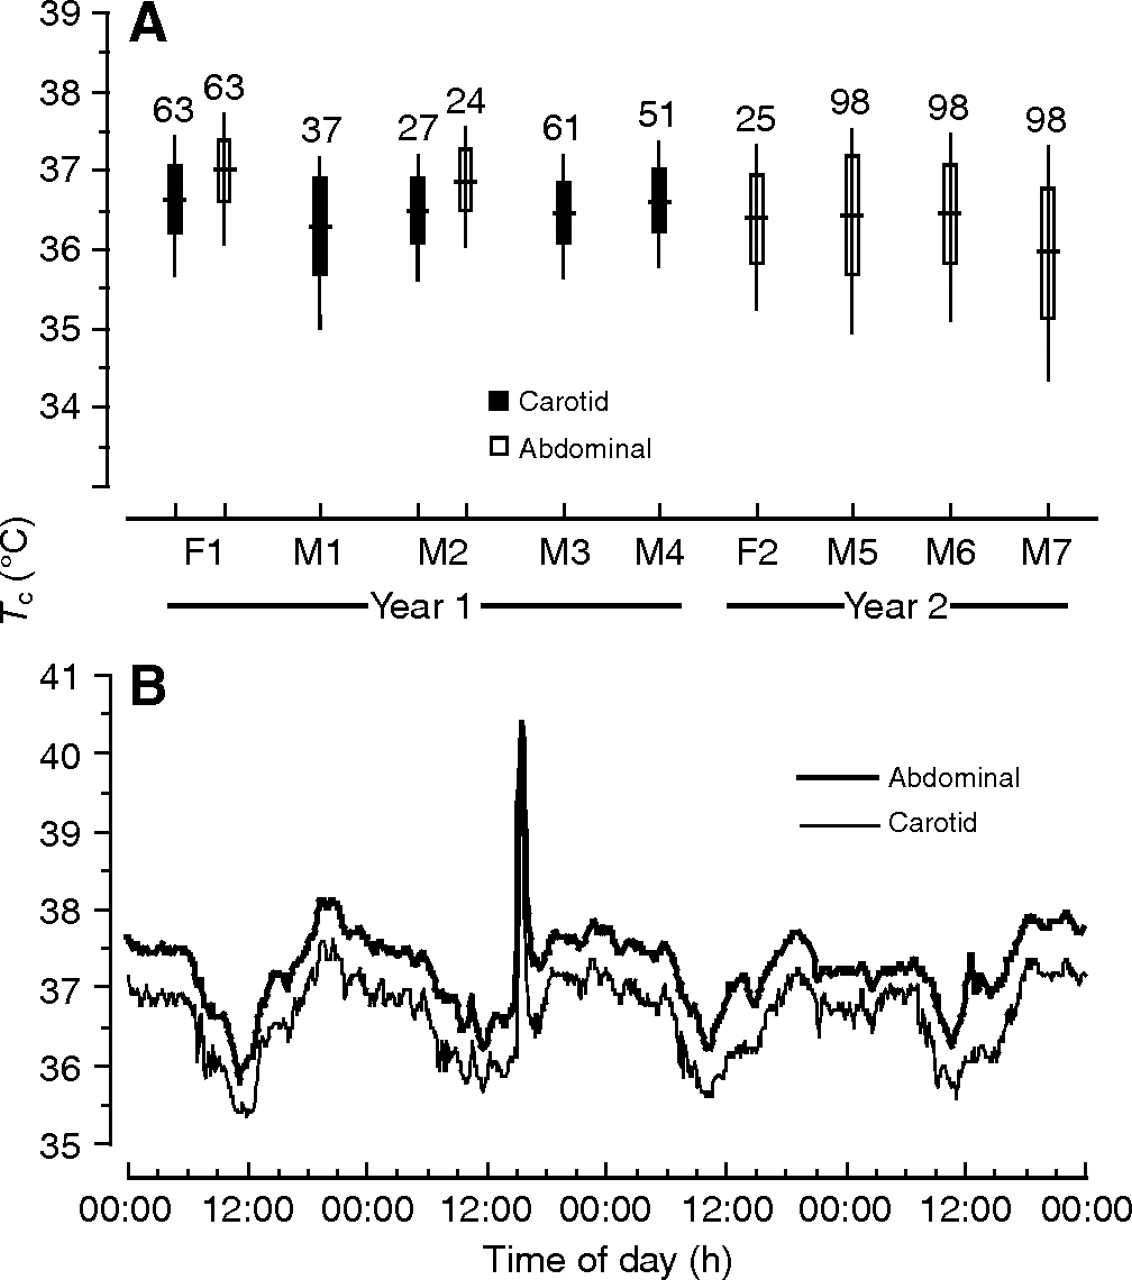 A
39
38
37
36
35
34
63 63 37 27 24 61 51 25 98 98 98
Carotid
Abdominal
F1 M1 M2 M3 M4 F2 M5 M6 M7
Year 1 Year 2
Tc (°C)
B
41
40
39
38
37
36
35
Abdominal
Carotid
00:00 12:00 00:00 12:00 00:00 12:00 00:00 12:00 00:00
Time of day (h)